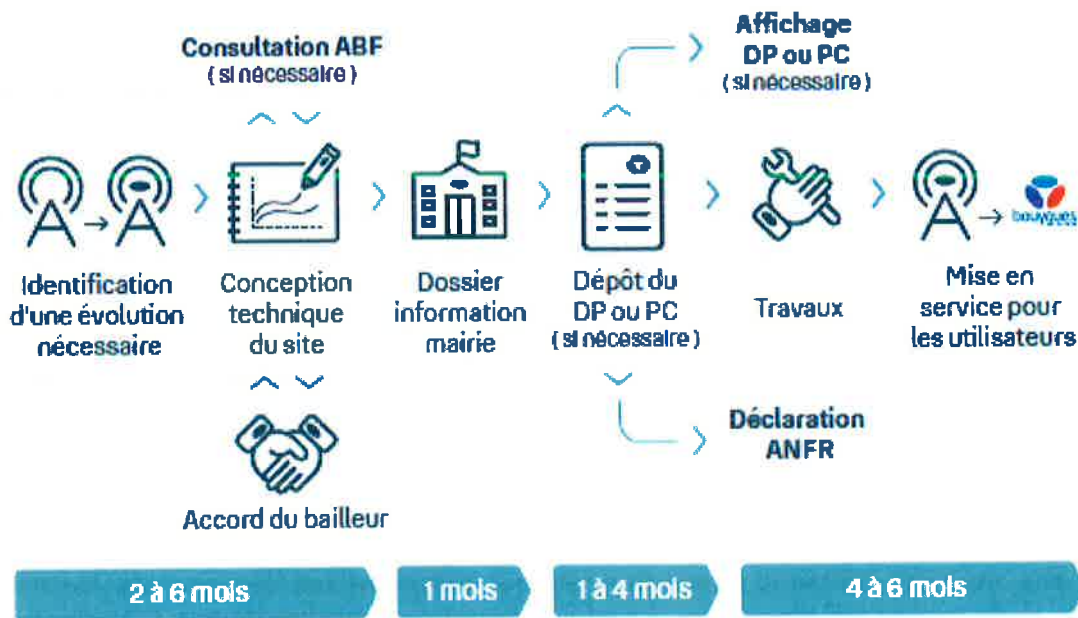 Consultation ABF
( si nécessaire )
Affichage
DP ou PC
( si nécessaire )
bouygues
Identification
d'une évolution
nécessaire
Conception
technique
du site
Dossier
information
mairie
Dépôt du
DP ou PC
( si nécessaire )
Travaux
Mise en
service pour
les utilisateurs
Déclaration
ANFR
Accord du bailleur
2 à 6 mois
1 mois
1 à 4 mois
4 à 6 mois